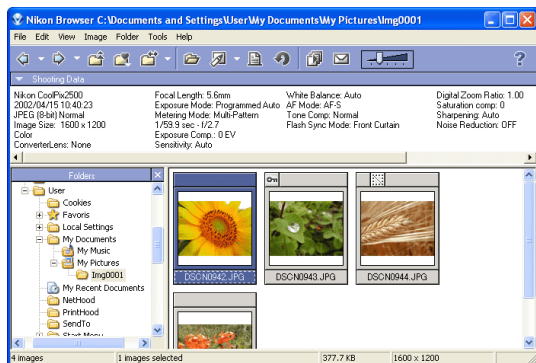 Nikon Browser C:\Documents and Settings\User\My Documents\My Pictures\Img0001
File Edit View Image Folder Tools Help
Shooting Data
Nikon CoolPix2500 Focal Length: 5.6mm White Balance: Auto Digital Zoom Ratio: 1.00
2002/04/15 10:40:23 Exposure Mode: Programmed Auto AF Mode: AF-S Saturation comp: 0
JPEG (8-bit) Normal Metering Mode: Multi-Pattern Tone Comp: Normal Sharpening: Auto
Image Size: 1600 x 1200 1/59.9 sec - f/2.7 Flash Sync Mode: Front Curtain Noise Reduction: OFF
Color Exposure Comp.: 0 EV
ConverterLens: None Sensitivity: Auto
Folders
User
Cookies
Favoris
Local Settings
My Documents
My Music
My Pictures
Img0001
My Recent Documents
NetHood
PrintHood
SendTo
Start Menu
DSCN0942.JPG DSCN0943.JPG DSCN0944.JPG
4 images 1 images selected 377.7 KB 1600 x 1200